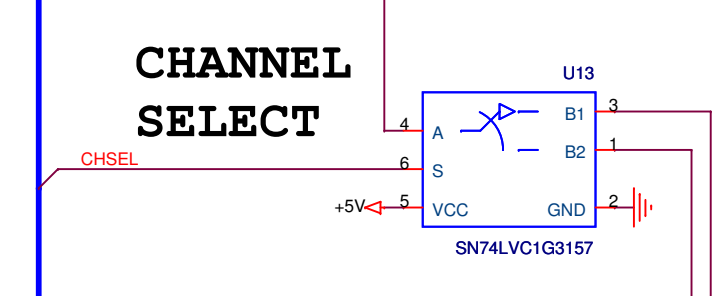 CHANNEL
SELECT
U13
4 A B1 3
B2 1
CHSEL 6 S
+5V 5 VCC GND 2
SN74LVC1G3157